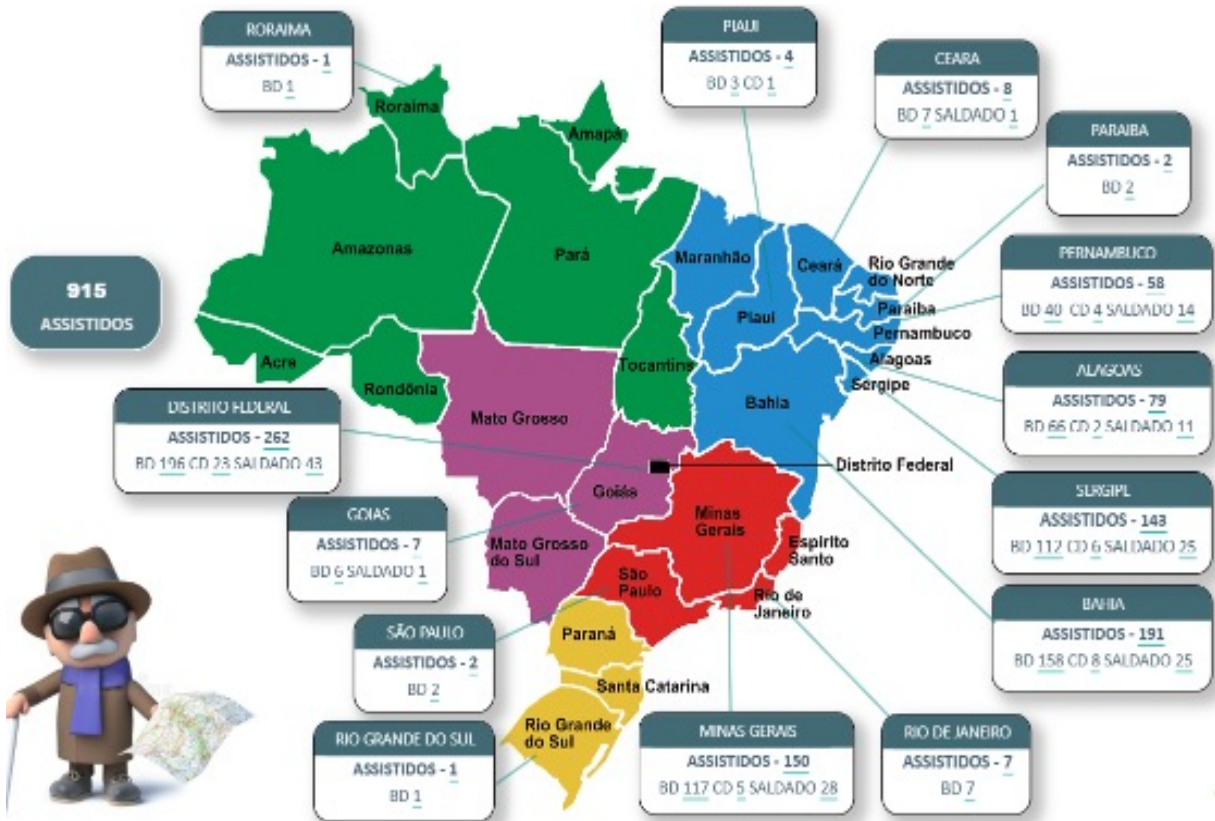 RORAIMA
ASSISTIDOS - 1
BD 1
PIAUI
ASSISTIDOS - 4
BD 3 CD 1
CEARA
ASSISTIDOS - 8
BD 7 SALDADO 1
PARAIBA
ASSISTIDOS - 2
BD 2
PERNAMBUCO
ASSISTIDOS - 58
BD 40 CD 4 SALDADO 14
ALAGOAS
ASSISTIDOS - 79
BD 66 CD 2 SALDADO 11
SERGIPE
ASSISTIDOS - 143
BD 112 CD 6 SALDADO 25
BAHIA
ASSISTIDOS - 191
BD 158 CD 8 SALDADO 25
915
ASSISTIDOS
DISTRITO FEDERAL
ASSISTIDOS - 262
BD 196 CD 23 SALDADO 43
GOIAS
ASSISTIDOS - 7
BD 6 SALDADO 1
SÃO PAULO
ASSISTIDOS - 2
BD 2
RIO GRANDE DO SUL
ASSISTIDOS - 1
BD 1
MINAS GERAIS
ASSISTIDOS - 150
BD 117 CD 5 SALDADO 28
RIO DE JANEIRO
ASSISTIDOS - 7
BD 7
Roraima
Amapá
Amazonas
Pará
Maranhão
Ceará
Rio Grande
do Norte
Piaui
Paraiba
Pernambuco
Acre
Rondônia
Tocantins
Alagoas
Sergipe
Mato Grosso
Bahia
Distrito Federal
Goiás
Minas
Gerais
Mato Grosso
do Sul
Espirito
Santo
São
Paulo
Rio de
Janeiro
Paraná
Santa Catarina
Rio Grande
do Sul